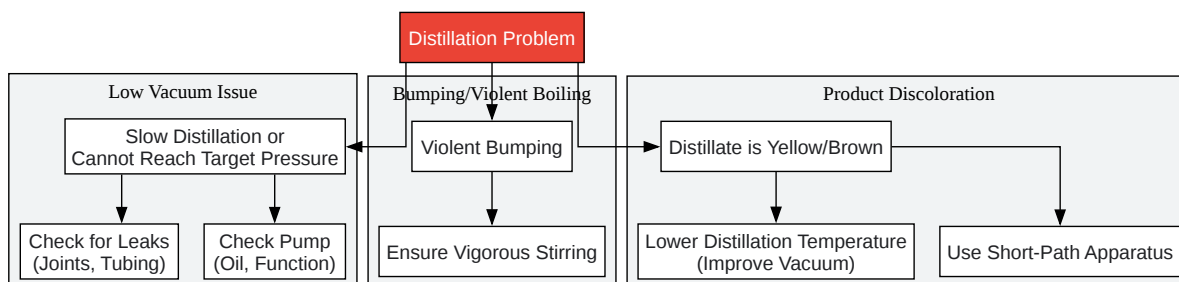 Distillation Problem
Low Vacuum Issue
Bumping/Violent Boiling
Product Discoloration
Slow Distillation or
Cannot Reach Target Pressure
Violent Bumping
Distillate is Yellow/Brown
Check for Leaks
(Joints, Tubing)
Check Pump
(Oil, Function)
Ensure Vigorous Stirring
Lower Distillation Temperature
(Improve Vacuum)
Use Short-Path Apparatus